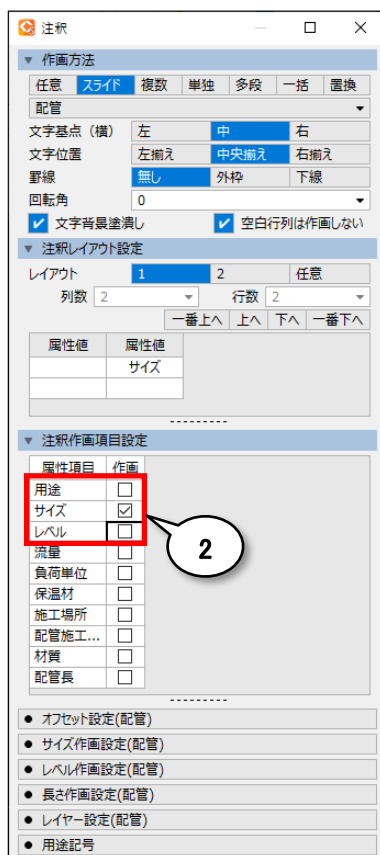 注釈
作画方法
任意 スライド 複数 単独 多段 一括 置換
配管
文字基点（横） 左 中 右
文字位置 左揃え 中央揃え 右揃え
罫線 無し 外枠 下線
回転角 0
文字背景塗潰し 空白行列は作画しない
注釈レイアウト設定
レイアウト 1 2 任意
列数 2 行数 2
一番上へ 上へ 下へ 一番下へ
属性値 属性値
サイズ
注釈作画項目設定
属性項目 作画
用途
サイズ
レベル
流量
負荷単位
保温材
施工場所
配管施工...
材質
配管長
2
● オフセット設定(配管)
● サイズ作画設定(配管)
● レベル作画設定(配管)
● 長さ作画設定(配管)
● レイヤー設定(配管)
● 用途記号